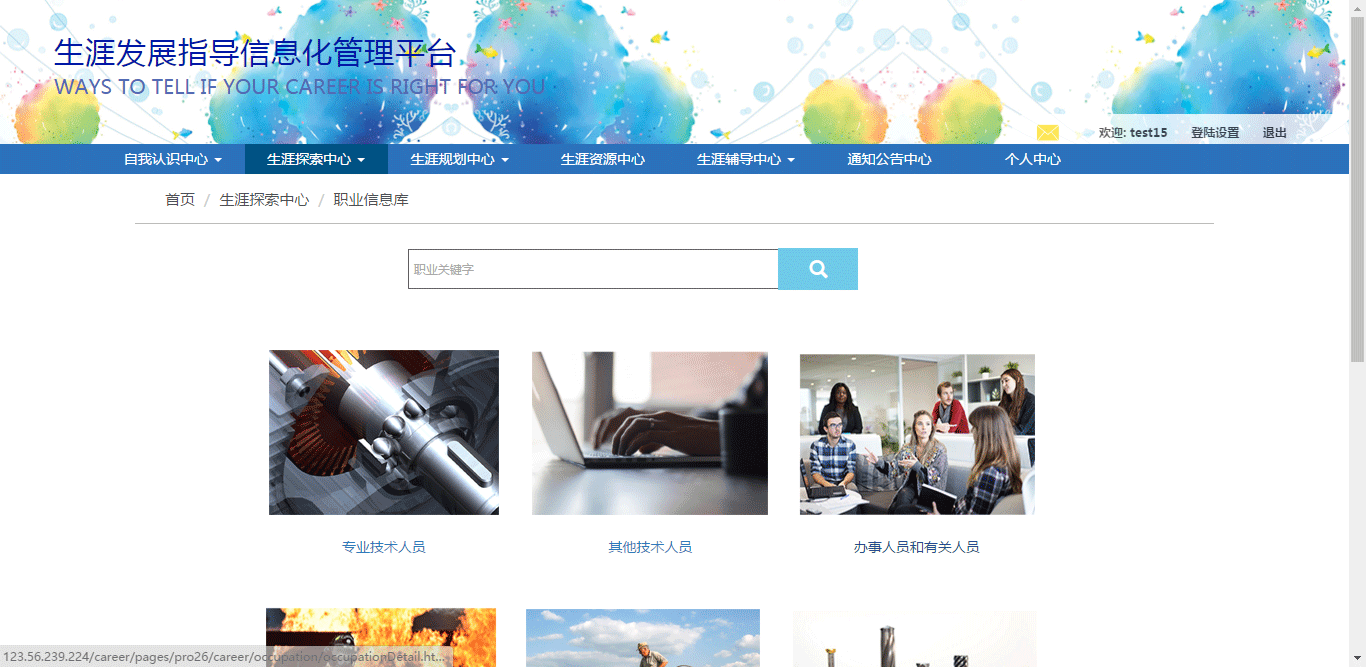 生涯发展指导信息化管理平台
WAYS TO TELL IF YOUR CAREER IS RIGHT FOR YOU
欢迎: test15 登陆设置 退出
自我认识中心 生涯探索中心 生涯规划中心 生涯资源中心 生涯辅导中心 通知公告中心 个人中心
首页 / 生涯探索中心 / 职业信息库
职业关键字
专业技术人员 其他技术人员 办事人员和有关人员
123.56.239.224/career/pages/pro26/career/occupation/occupationDetail.ht...